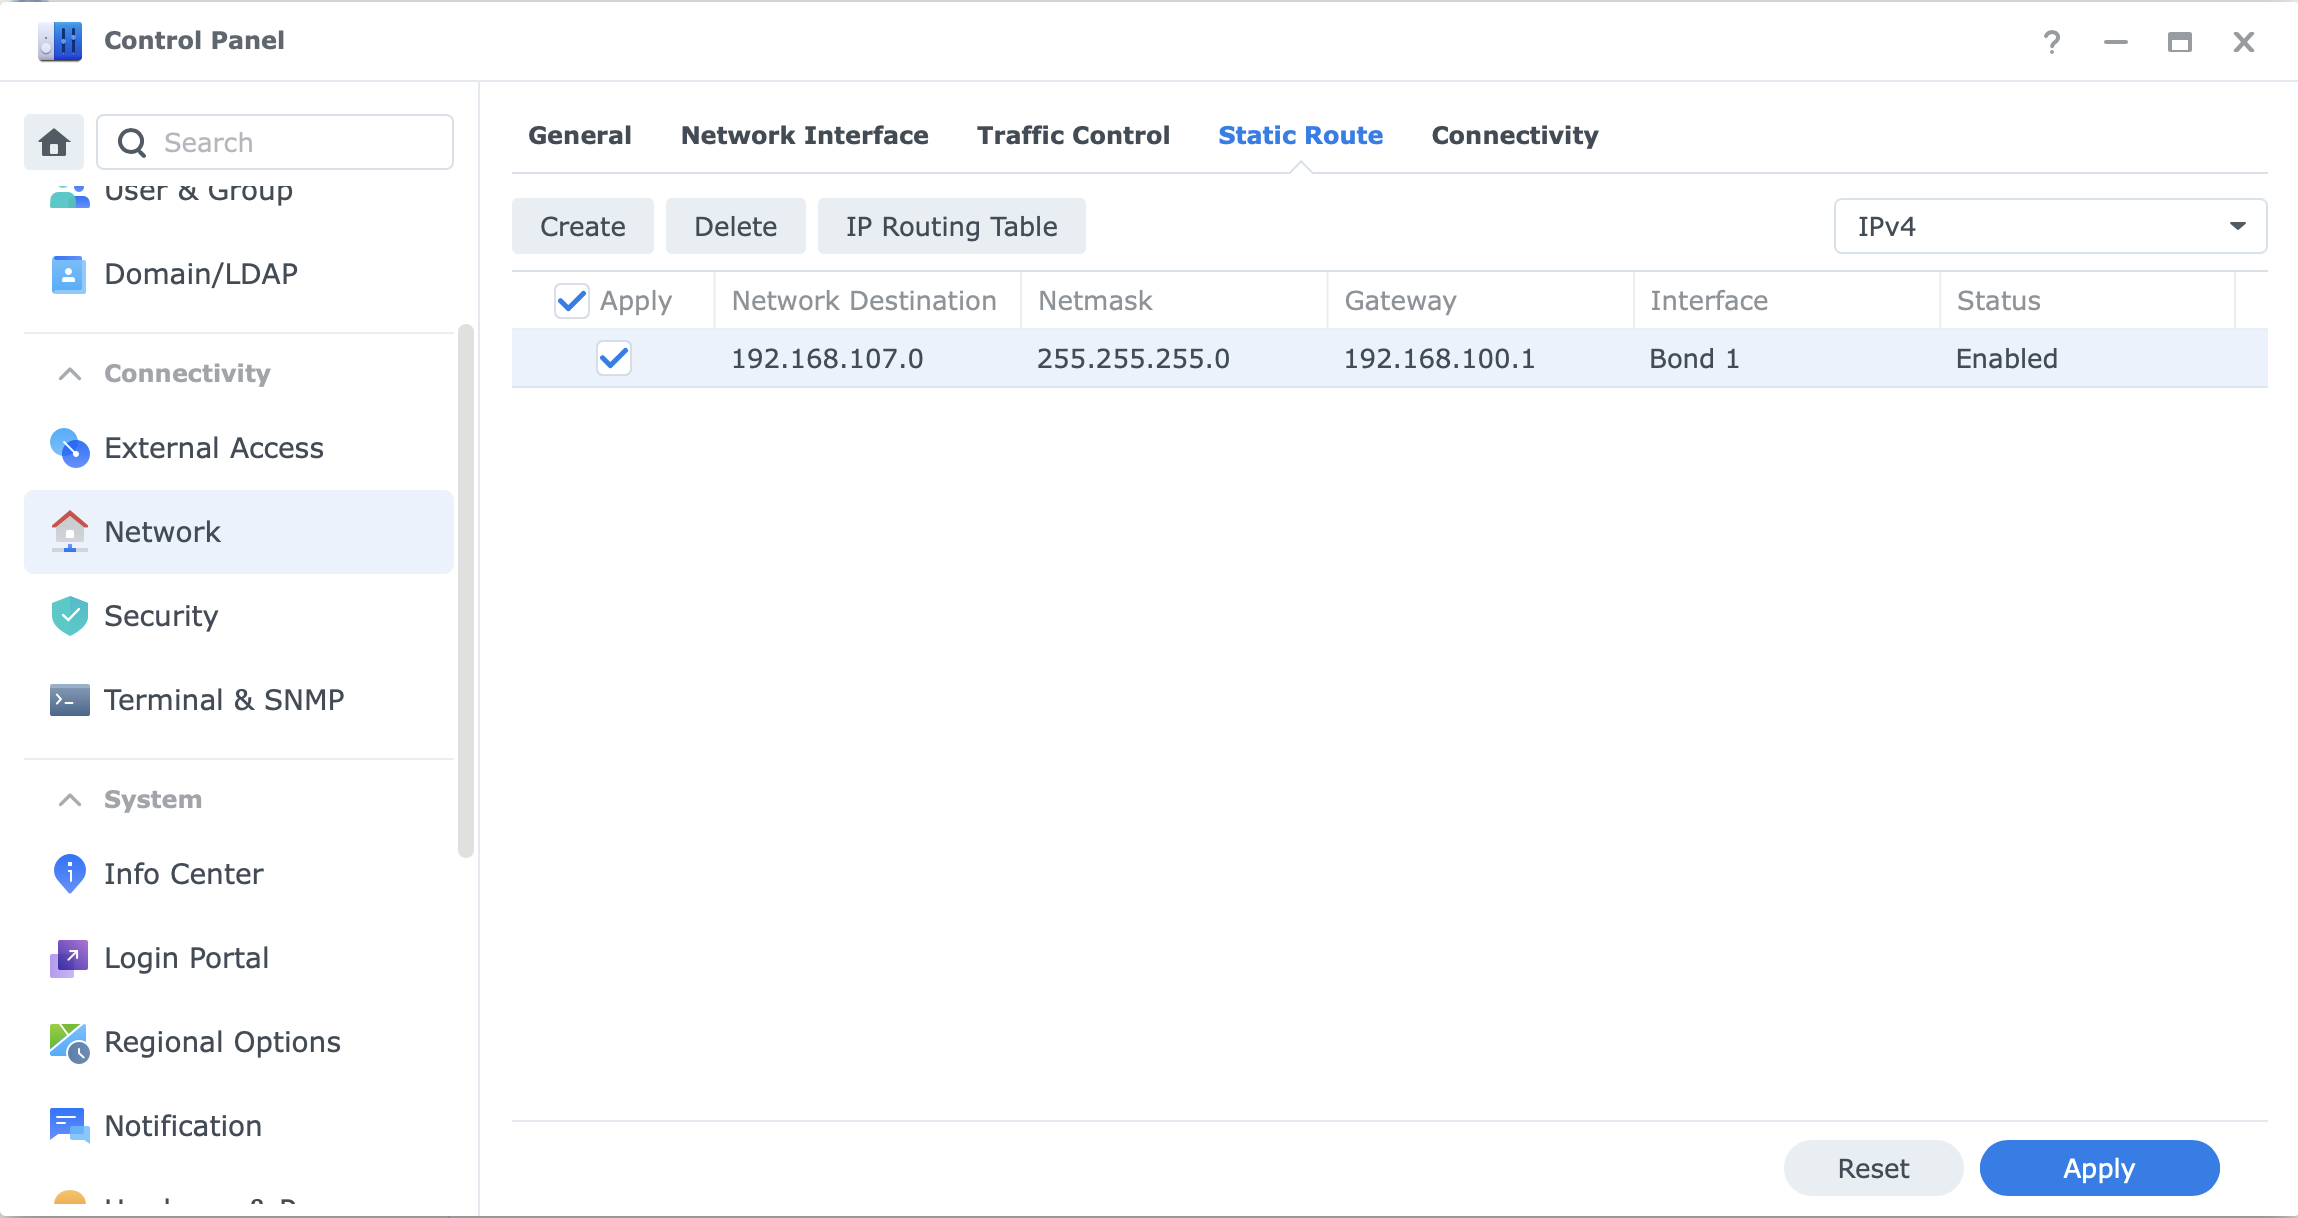 Control Panel
Search
User & Group
Domain/LDAP
Connectivity
External Access
Network
Security
Terminal & SNMP
System
Info Center
Login Portal
Regional Options
Notification
General Network Interface Traffic Control Static Route Connectivity
Create Delete IP Routing Table IPv4
Apply Network Destination Netmask Gateway Interface Status
192.168.107.0 255.255.255.0 192.168.100.1 Bond 1 Enabled
Reset Apply